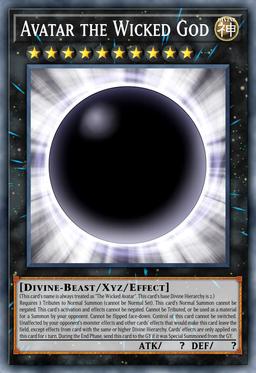 AVATAR THE WICKED GOD
DIVINE
神
[DIVINE-BEAST/XYZ/EFFECT]
(This card's name is always treated as "The Wicked Avatar". This card's base Divine Hierarchy is 2.)
Requires 3 Tributes to Normal Summon (cannot be Normal Set). This card's Normal Summon cannot be
negated. This card's activation and effects cannot be negated. Cannot be Tributed, or be used as a material
for a Summon by your opponent. Cannot be flipped face-down. Control of this card cannot be switched.
Unaffected by your opponent's monster effects and other cards' effects that would make this card leave the
field, except effects from card with the same or higher Divine Hierarchy. Cards' effects are only applied on
this card for 1 turn. During the End Phase, send this card to the GY if it was Special Summoned from the GY.
ATK/ ? DEF/ ?